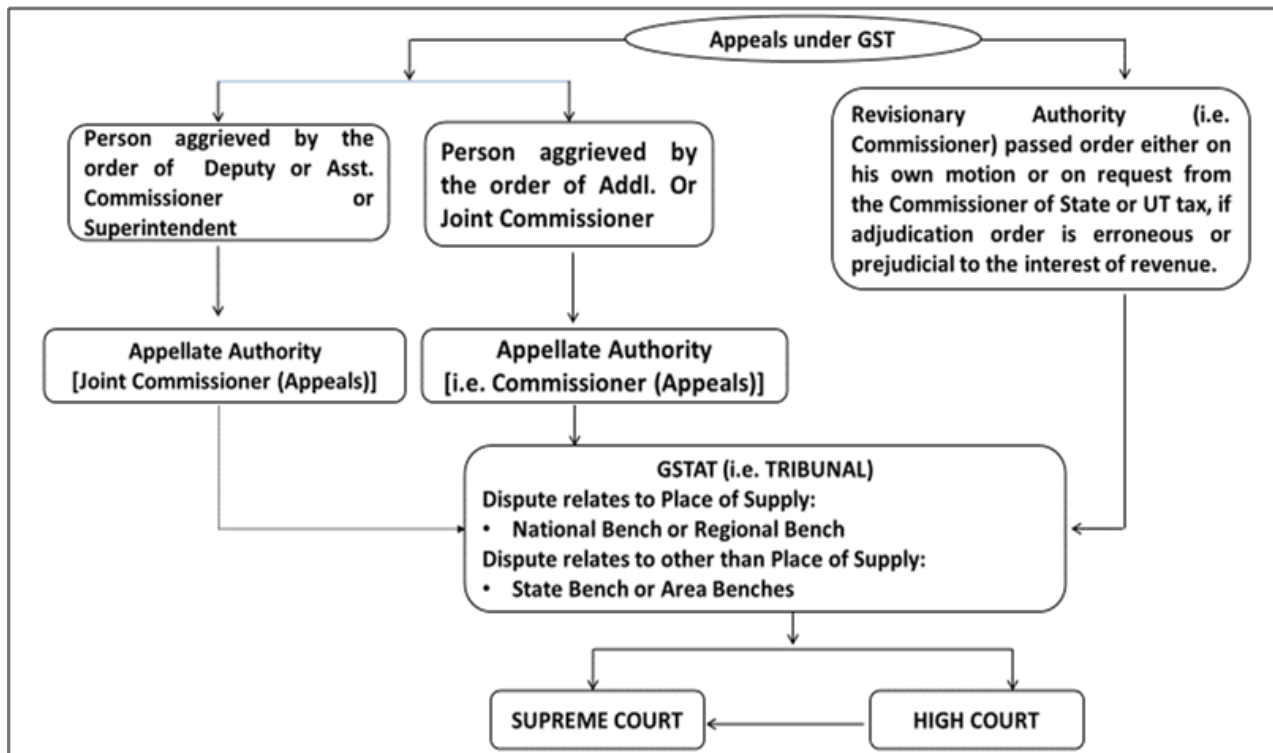 Appeals under GST
Person aggrieved by the
order of Deputy or Asst.
Commissioner or
Superintendent
Person aggrieved by
the order of Addl. Or
Joint Commissioner
Revisionary Authority (i.e.
Commissioner) passed order either on
his own motion or on request from
the Commissioner of State or UT tax, if
adjudication order is erroneous or
prejudicial to the interest of revenue.
Appellate Authority
[Joint Commissioner (Appeals)]
Appellate Authority
[i.e. Commissioner (Appeals)]
GSTAT (i.e. TRIBUNAL)
Dispute relates to Place of Supply:
• National Bench or Regional Bench
Dispute relates to other than Place of Supply:
• State Bench or Area Benches
SUPREME COURT
HIGH COURT